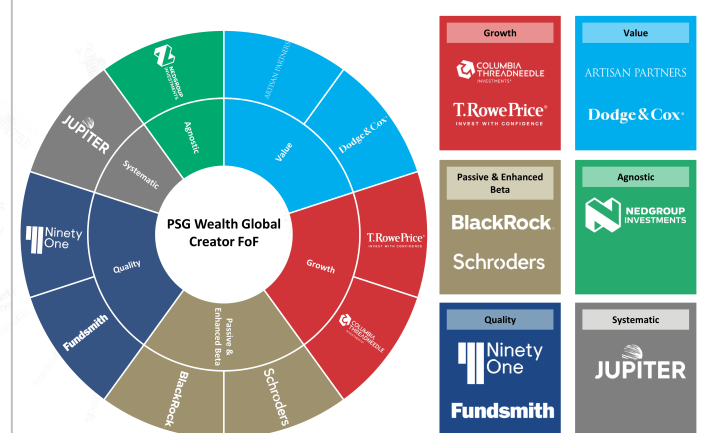 NEDGROUP
INVESTMENTS
ARTISAN PARTNERS
JUPITER
Agnostic
Value
Dodge & Cox
Systematic
Ninety
One
Quality
PSG Wealth Global
Creator FoF
T.RowePrice®
INVEST WITH CONFIDENCE
Growth
Fundsmith
Passive &
Enhanced Beta
COLUMBIA
THREADNEEDLE
INVESTMENTS
BlackRock
Schroders
Growth
COLUMBIA
THREADNEEDLE
INVESTMENTS®
T.RowePrice®
INVEST WITH CONFIDENCE
Value
ARTISAN PARTNERS
Dodge & Cox®
Passive & Enhanced
Beta
BlackRock.
Schroders
Agnostic
NEDGROUP
INVESTMENTS
Quality
Ninety
One
Fundsmith
Systematic
JUPITER